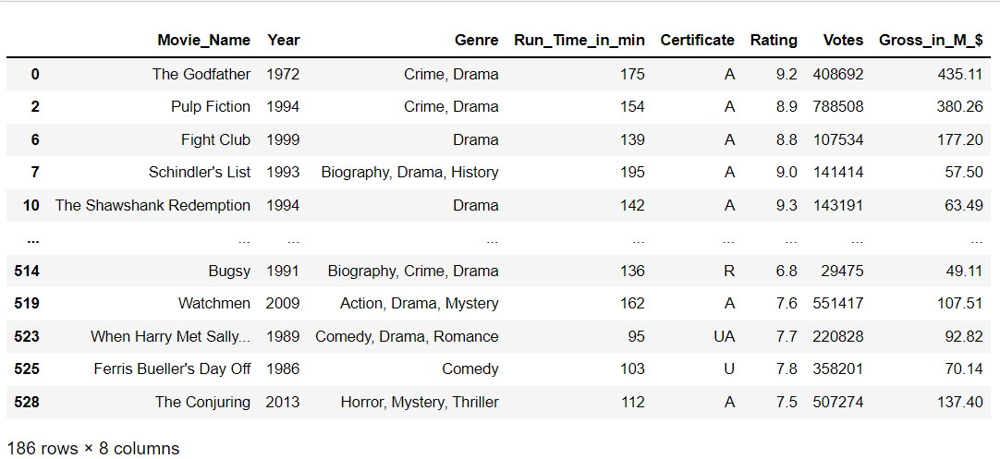 Movie_Name Year Genre Run_Time_in_min Certificate Rating Votes Gross_in_M_$
0 The Godfather 1972 Crime, Drama 175 A 9.2 408692 435.11
2 Pulp Fiction 1994 Crime, Drama 154 A 8.9 788508 380.26
6 Fight Club 1999 Drama 139 A 8.8 107534 177.20
7 Schindler's List 1993 Biography, Drama, History 195 A 9.0 141414 57.50
10 The Shawshank Redemption 1994 Drama 142 A 9.3 143191 63.49
... ... ... ... ... ... ... ... ...
514 Bugsy 1991 Biography, Crime, Drama 136 R 6.8 29475 49.11
519 Watchmen 2009 Action, Drama, Mystery 162 A 7.6 551417 107.51
523 When Harry Met Sally... 1989 Comedy, Drama, Romance 95 UA 7.7 220828 92.82
525 Ferris Bueller's Day Off 1986 Comedy 103 U 7.8 358201 70.14
528 The Conjuring 2013 Horror, Mystery, Thriller 112 A 7.5 507274 137.40
186 rows × 8 columns